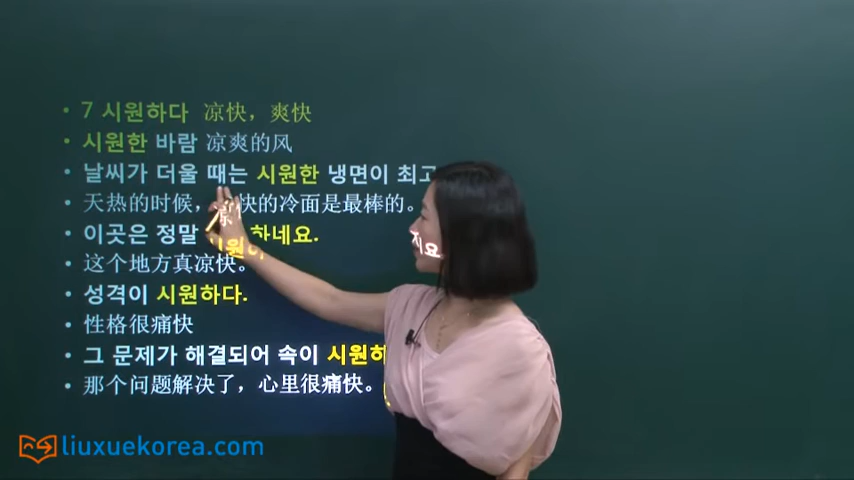 7 시원하다 凉快，爽快
시원한 바람 凉爽的风
날씨가 더울 때는 시원한 냉면이 최고 지요
天热的时候，凉快的冷面是最棒的。
이곳은 정말 시원하네요.
这个地方真凉快。
성격이 시원하다.
性格很痛快
그 문제가 해결되어 속이 시원하
那个问题解决了，心里很痛快。
liuxuekorea.com